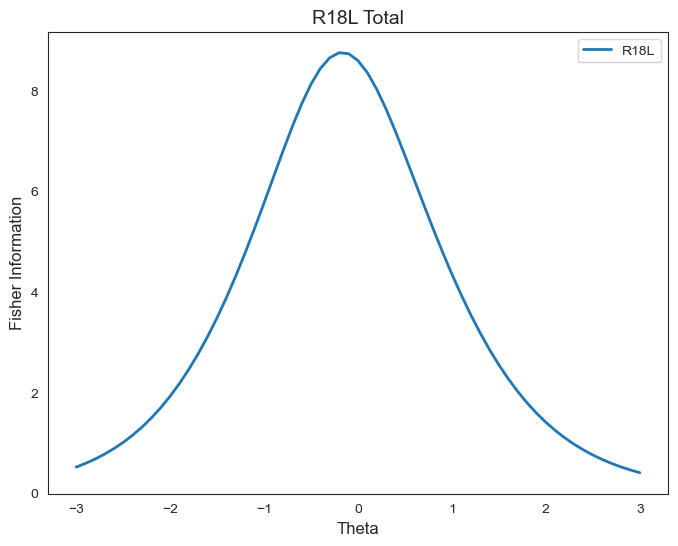 R18L Total
R18L
Fisher Information
8
6
4
2
0
−3 −2 −1 0 1 2 3
Theta